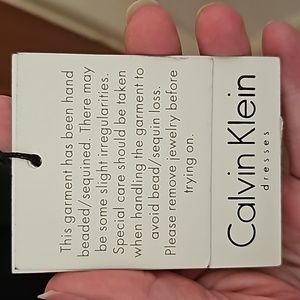 This garment has been hand
beaded/sequined. There may
be some slight irregularities.
Special care should be taken
when handling the garment to
avoid bead/sequin loss.
Please remove jewelry before
trying on.
Calvin Klein
dresses